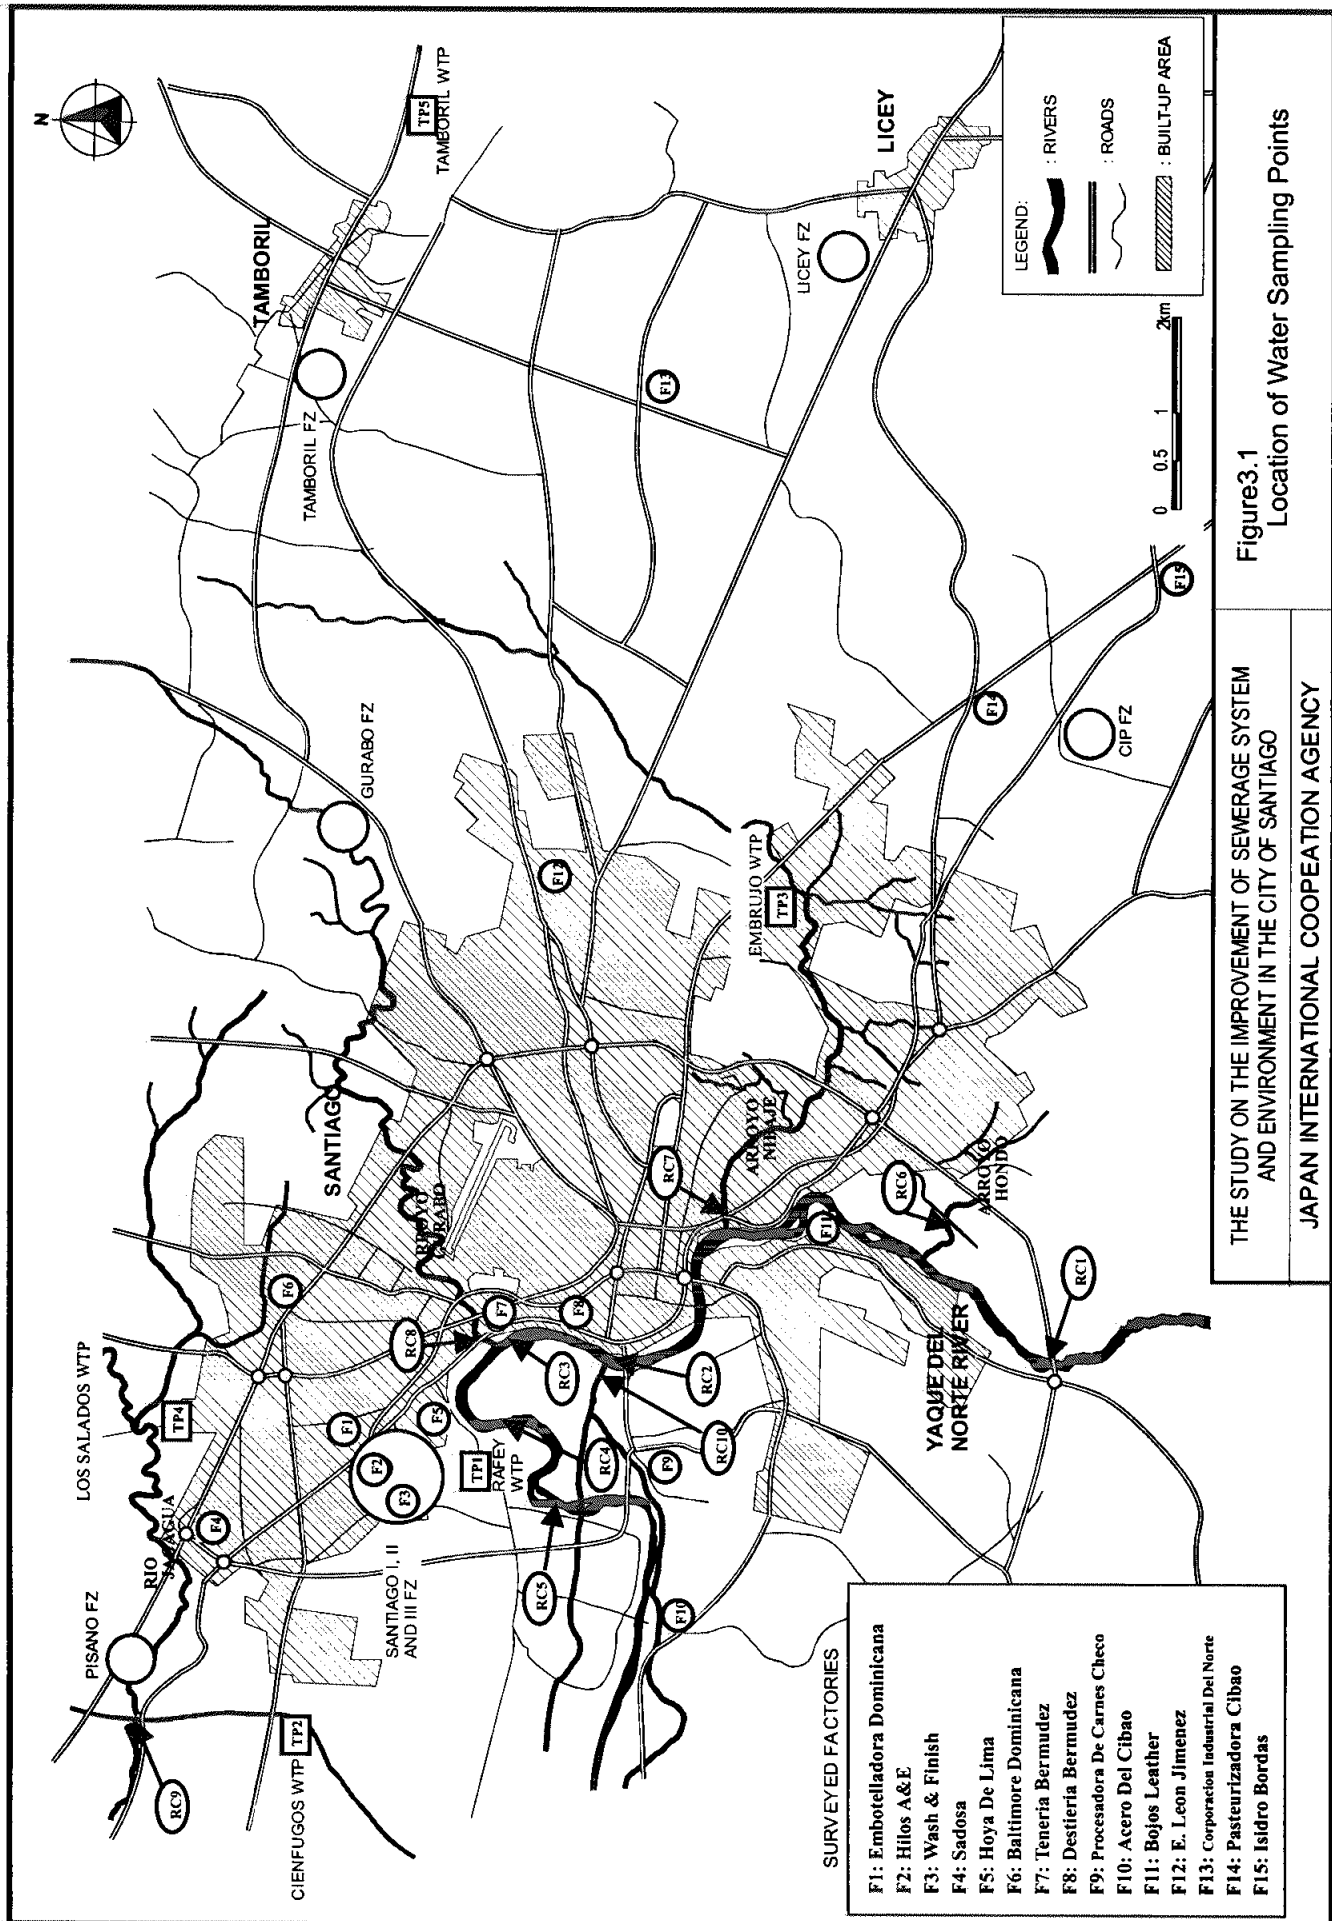 N
TAMBORIL
TP5
TAMBORIL WTP
TAMBORIL FZ
LICEY
LICEY FZ
F13
GURABO FZ
F12
EMBRUJO WTP
TP3
F14
F15
CIP FZ
SANTIAGO
ARROYO
GURABO
ARROYO
NIBAJE
ARROYO
HONDO
RC7
RC6
RC1
F11
YAQUE DEL
NORTE RIVER
F6
F7
F8
RC8
RC3
RC2
RC10
RC4
RC5
F9
F10
F1
F2
F3
F5
F4
TP1
RAFEY
WTP
SANTIAGO I, II
AND III FZ
LOS SALADOS WTP
TP4
RIO
PISANO FZ
RC9
TP2
CIENFUGOS WTP
LEGEND:
: RIVERS
: ROADS
: BUILT-UP AREA
0 0.5 1 2km
SURVEYED FACTORIES
F1: Embotelladora Dominicana
F2: Hilos A&E
F3: Wash & Finish
F4: Sadosa
F5: Hoya De Lima
F6: Baltimore Dominicana
F7: Teneria Bermudez
F8: Destieria Bermudez
F9: Procesadora De Carnes Checo
F10: Acero Del Cibao
F11: Bojos Leather
F12: E. Leon Jimenez
F13: Corporacion Industrial Del Norte
F14: Pasteurizadora Cibao
F15: Isidro Bordas
THE STUDY ON THE IMPROVEMENT OF SEWERAGE SYSTEM
AND ENVIRONMENT IN THE CITY OF SANTIAGO
JAPAN INTERNATIONAL COOPEATION AGENCY
Figure3.1
Location of Water Sampling Points